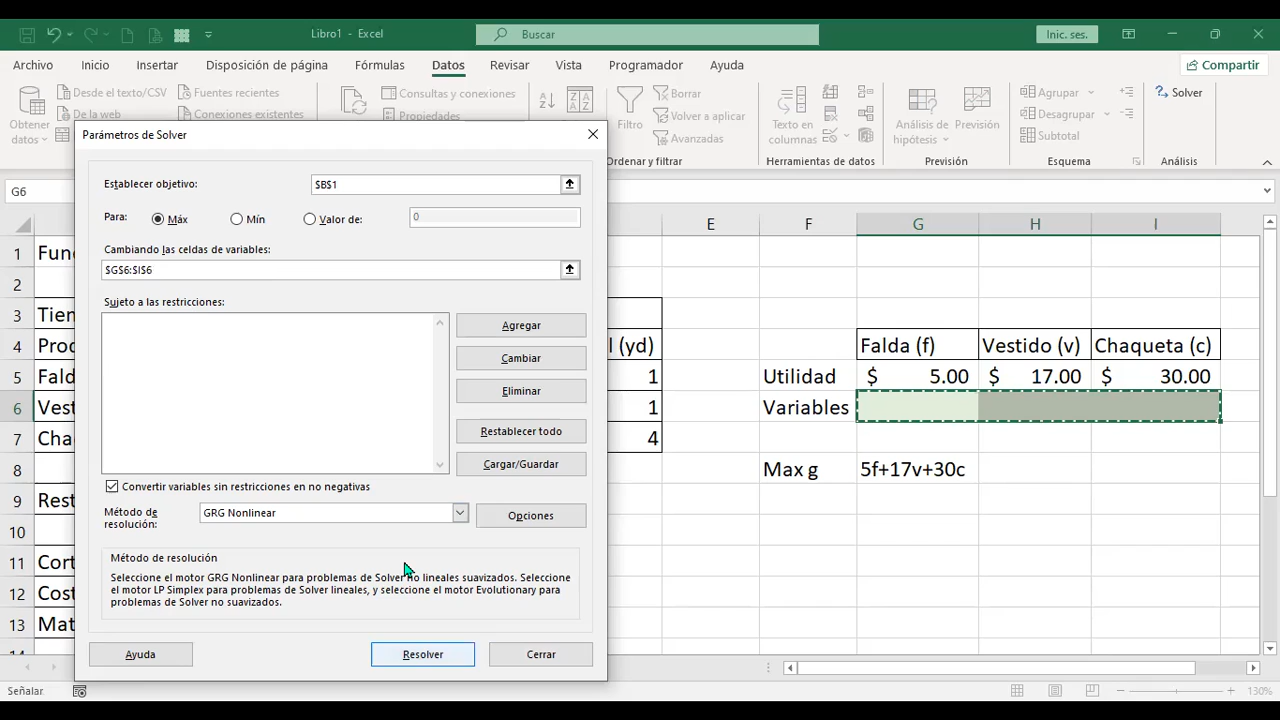 Libro1 - Excel
Buscar
Inic. ses.
Archivo Inicio Insertar Disposición de página Fórmulas Datos Revisar Vista Programador Ayuda
Compartir
Desde el texto/CSV Fuentes recientes Consultas y conexiones Borrar Agrupar Solver
De la web Conexiones existentes Propiedades Volver a aplicar Desagrupar
Obtener datos Filtro Avanzadas Texto en columnas Análisis de hipótesis Previsión Subtotal
Ordenar y filtrar Herramientas de datos Previsión Esquema Análisis
G6
Parámetros de Solver
Establecer objetivo: $B$1
Para: Máx Mín Valor de: 0
Cambiando las celdas de variables:
$G$6:$I$6
Sujeto a las restricciones:
Agregar
Cambiar
Eliminar
Restablecer todo
Cargar/Guardar
Convertir variables sin restricciones en no negativas
Método de resolución: GRG Nonlinear Opciones
Método de resolución
Seleccione el motor GRG Nonlinear para problemas de Solver no lineales suavizados. Seleccione
el motor LP Simplex para problemas de Solver lineales, y seleccione el motor Evolutionary para
problemas de Solver no suavizados.
Ayuda Resolver Cerrar
E F G H I
1 Fun
2
3 Tien
4 Prod l (yd) Falda (f) Vestido (v) Chaqueta (c)
5 Fald 1 Utilidad $ 5.00 $ 17.00 $ 30.00
6 Vest 1 Variables
7 Cha 4
8 Max g 5f+17v+30c
9 Rest
10
11 Cort
12 Cost
13 Mat
14
Señalar
130%